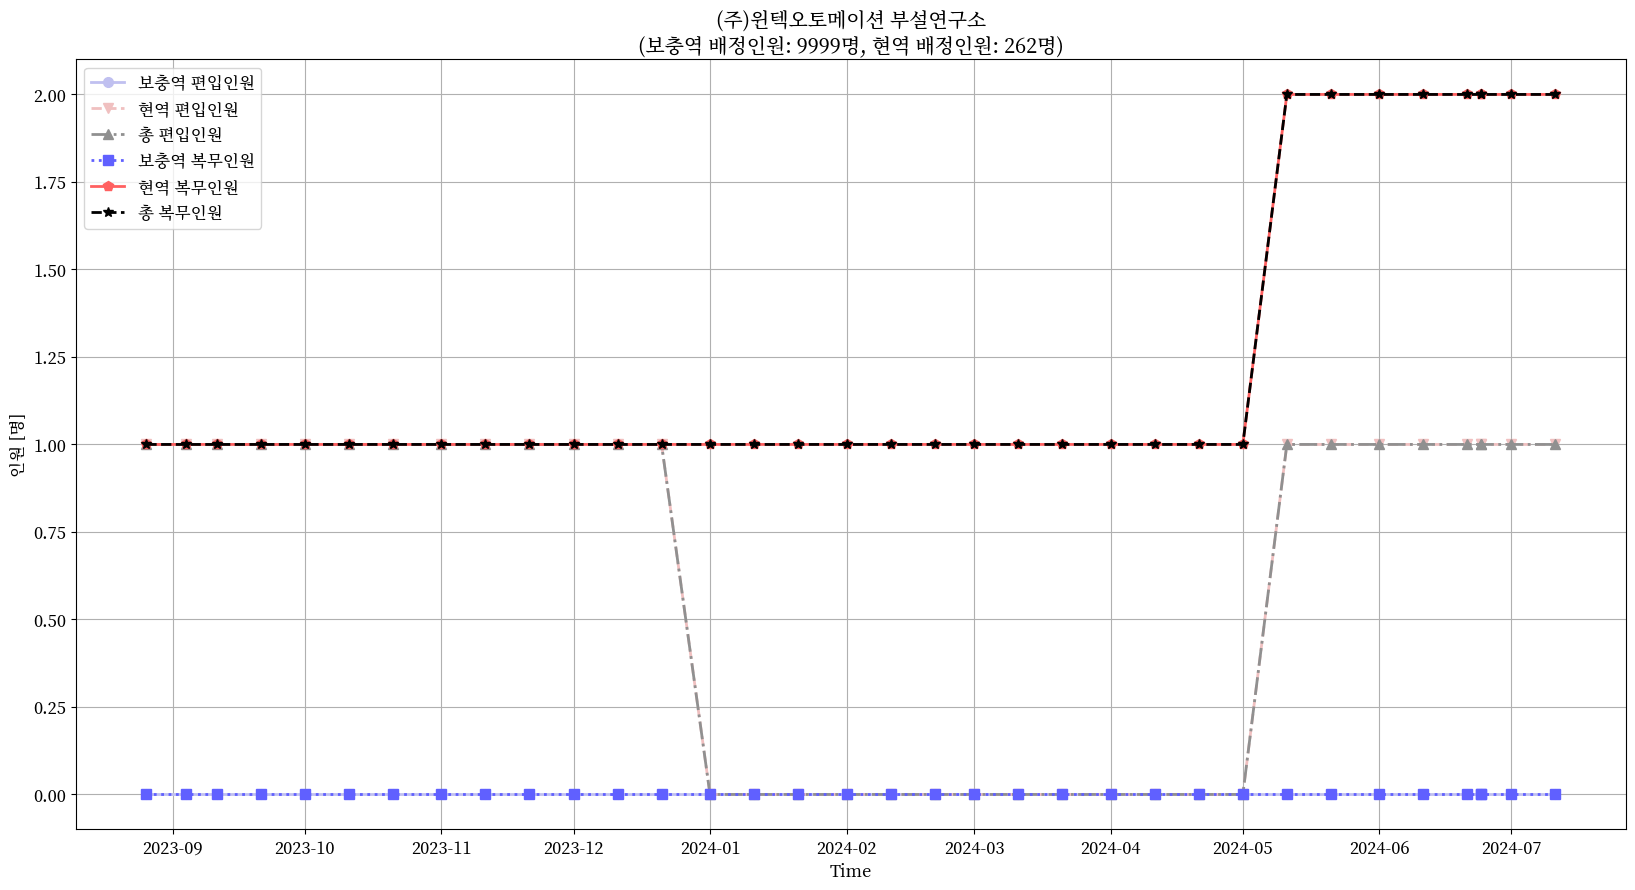 (주)윈텍오토메이션 부설연구소
(보충역 배정인원: 9999명, 현역 배정인원: 262명)
보충역 편입인원
현역 편입인원
총 편입인원
보충역 복무인원
현역 복무인원
총 복무인원
2.00
1.75
1.50
1.25
1.00
0.75
0.50
0.25
0.00
인원 [명]
2023-09
2023-10
2023-11
2023-12
2024-01
2024-02
2024-03
2024-04
2024-05
2024-06
2024-07
Time